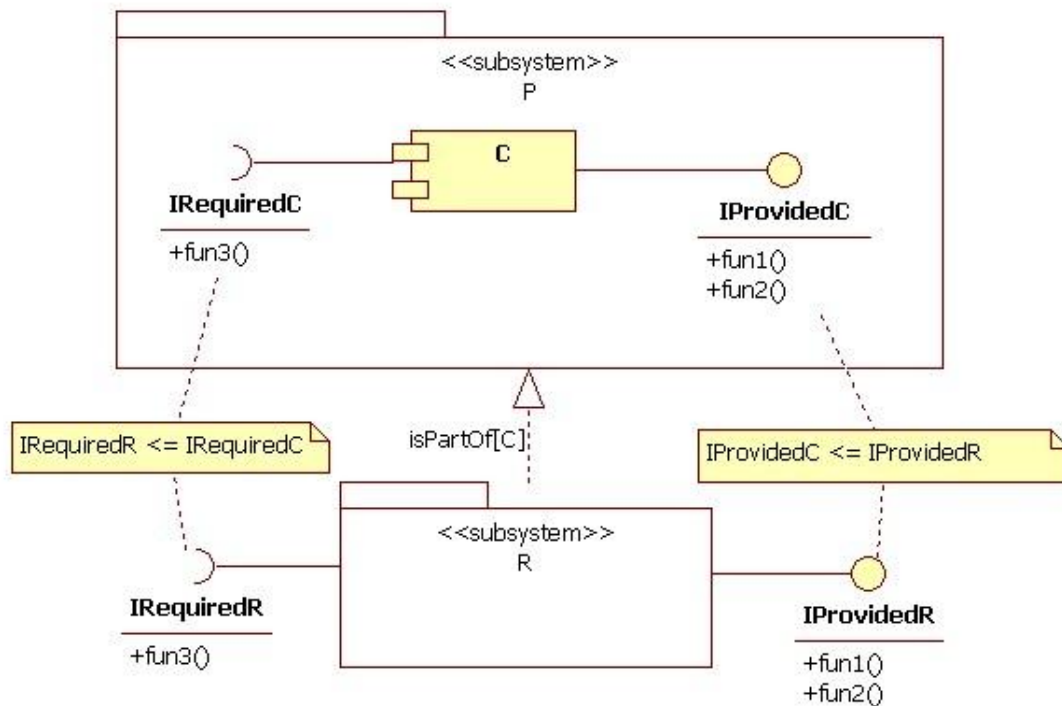 <<subsystem>>
P
C
IRequiredC
+fun3()
IProvidedC
+fun1()
+fun2()
IRequiredR <= IRequiredC
isPartOf[C]
IProvidedC <= IProvidedR
<<subsystem>>
R
IRequiredR
+fun3()
IProvidedR
+fun1()
+fun2()